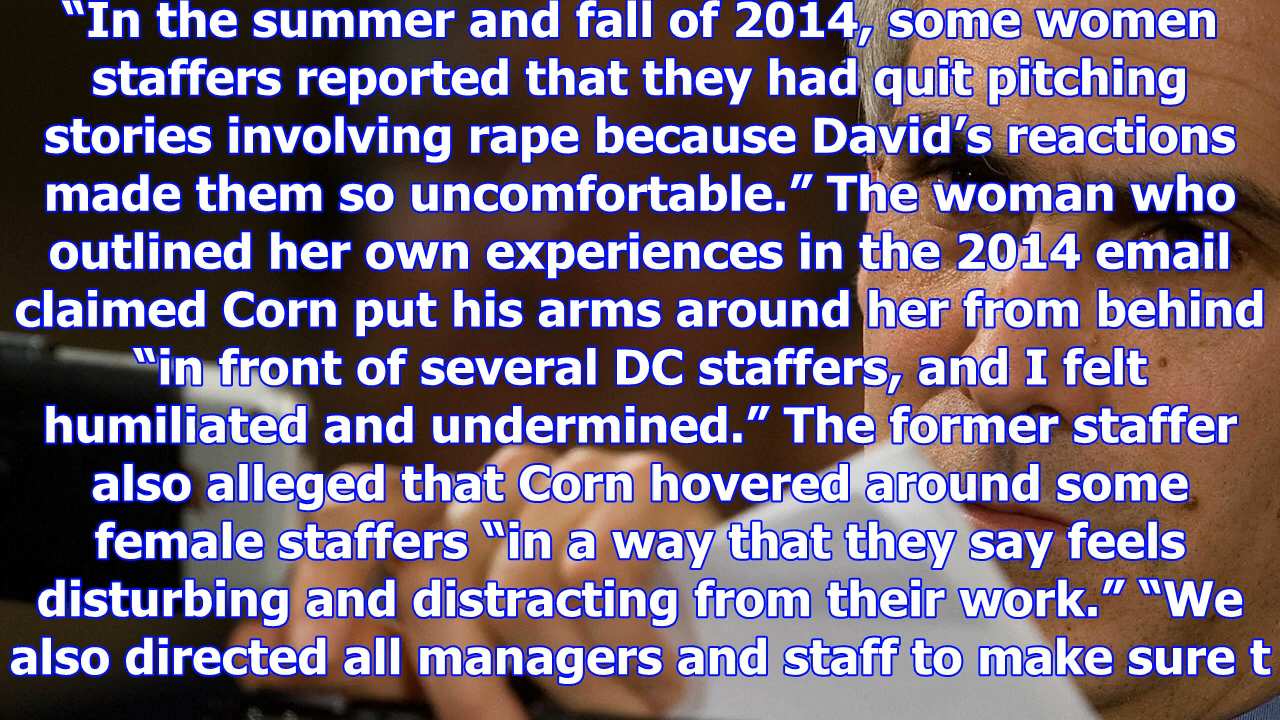 “In the summer and fall of 2014, some women
staffers reported that they had quit pitching
stories involving rape because David’s reactions
made them so uncomfortable.” The woman who
outlined her own experiences in the 2014 email
claimed Corn put his arms around her from behind
“in front of several DC staffers, and I felt
humiliated and undermined.” The former staffer
also alleged that Corn hovered around some
female staffers “in a way that they say feels
disturbing and distracting from their work.” “We
also directed all managers and staff to make sure t